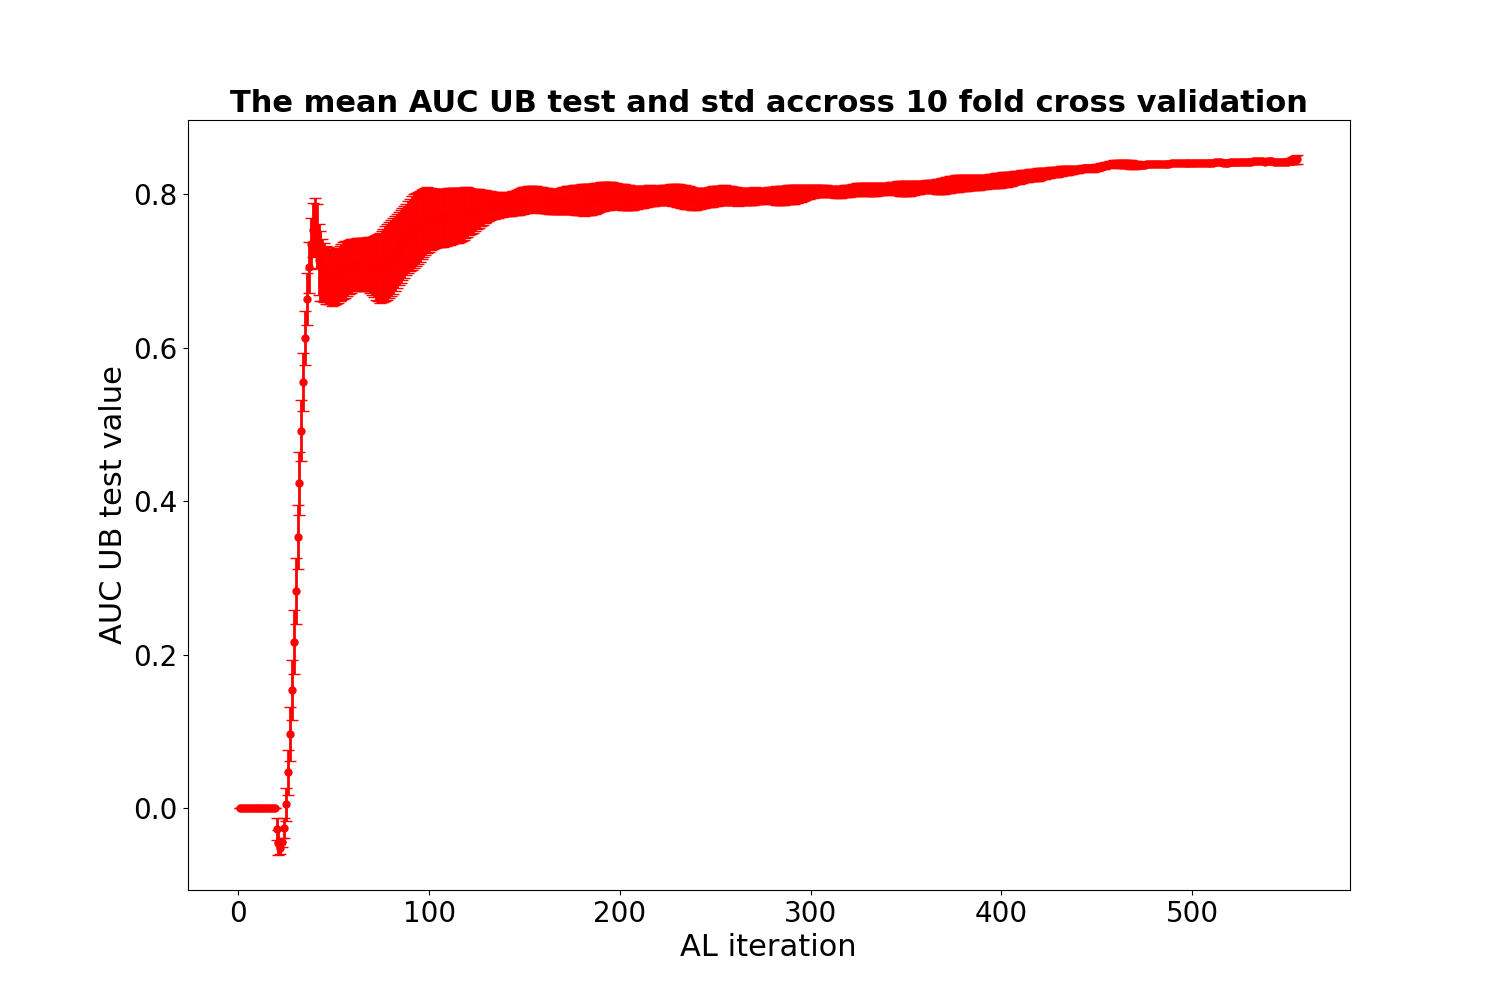 The mean AUC UB test and std accross 10 fold cross validation
AUC UB test value
0.8
0.6
0.4
0.2
0.0
0 100 200 300 400 500
AL iteration